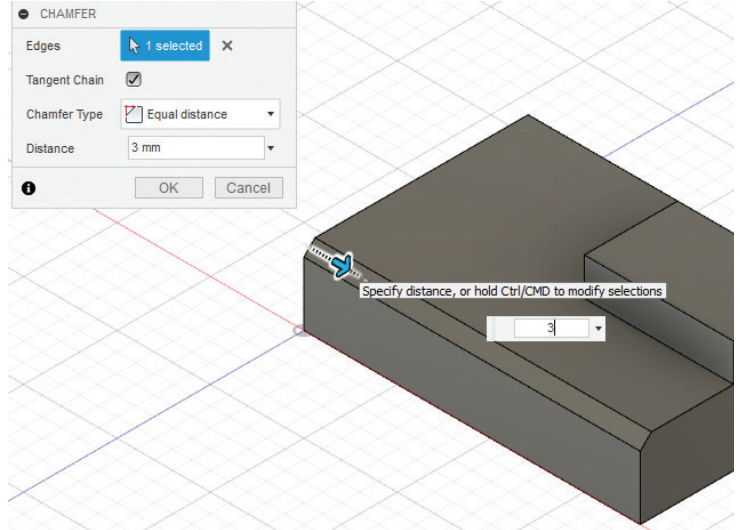 CHAMFER
Edges 1 selected
Tangent Chain
Chamfer Type Equal distance
Distance 3 mm
OK Cancel
Specify distance, or hold Ctrl/CMD to modify selections
3